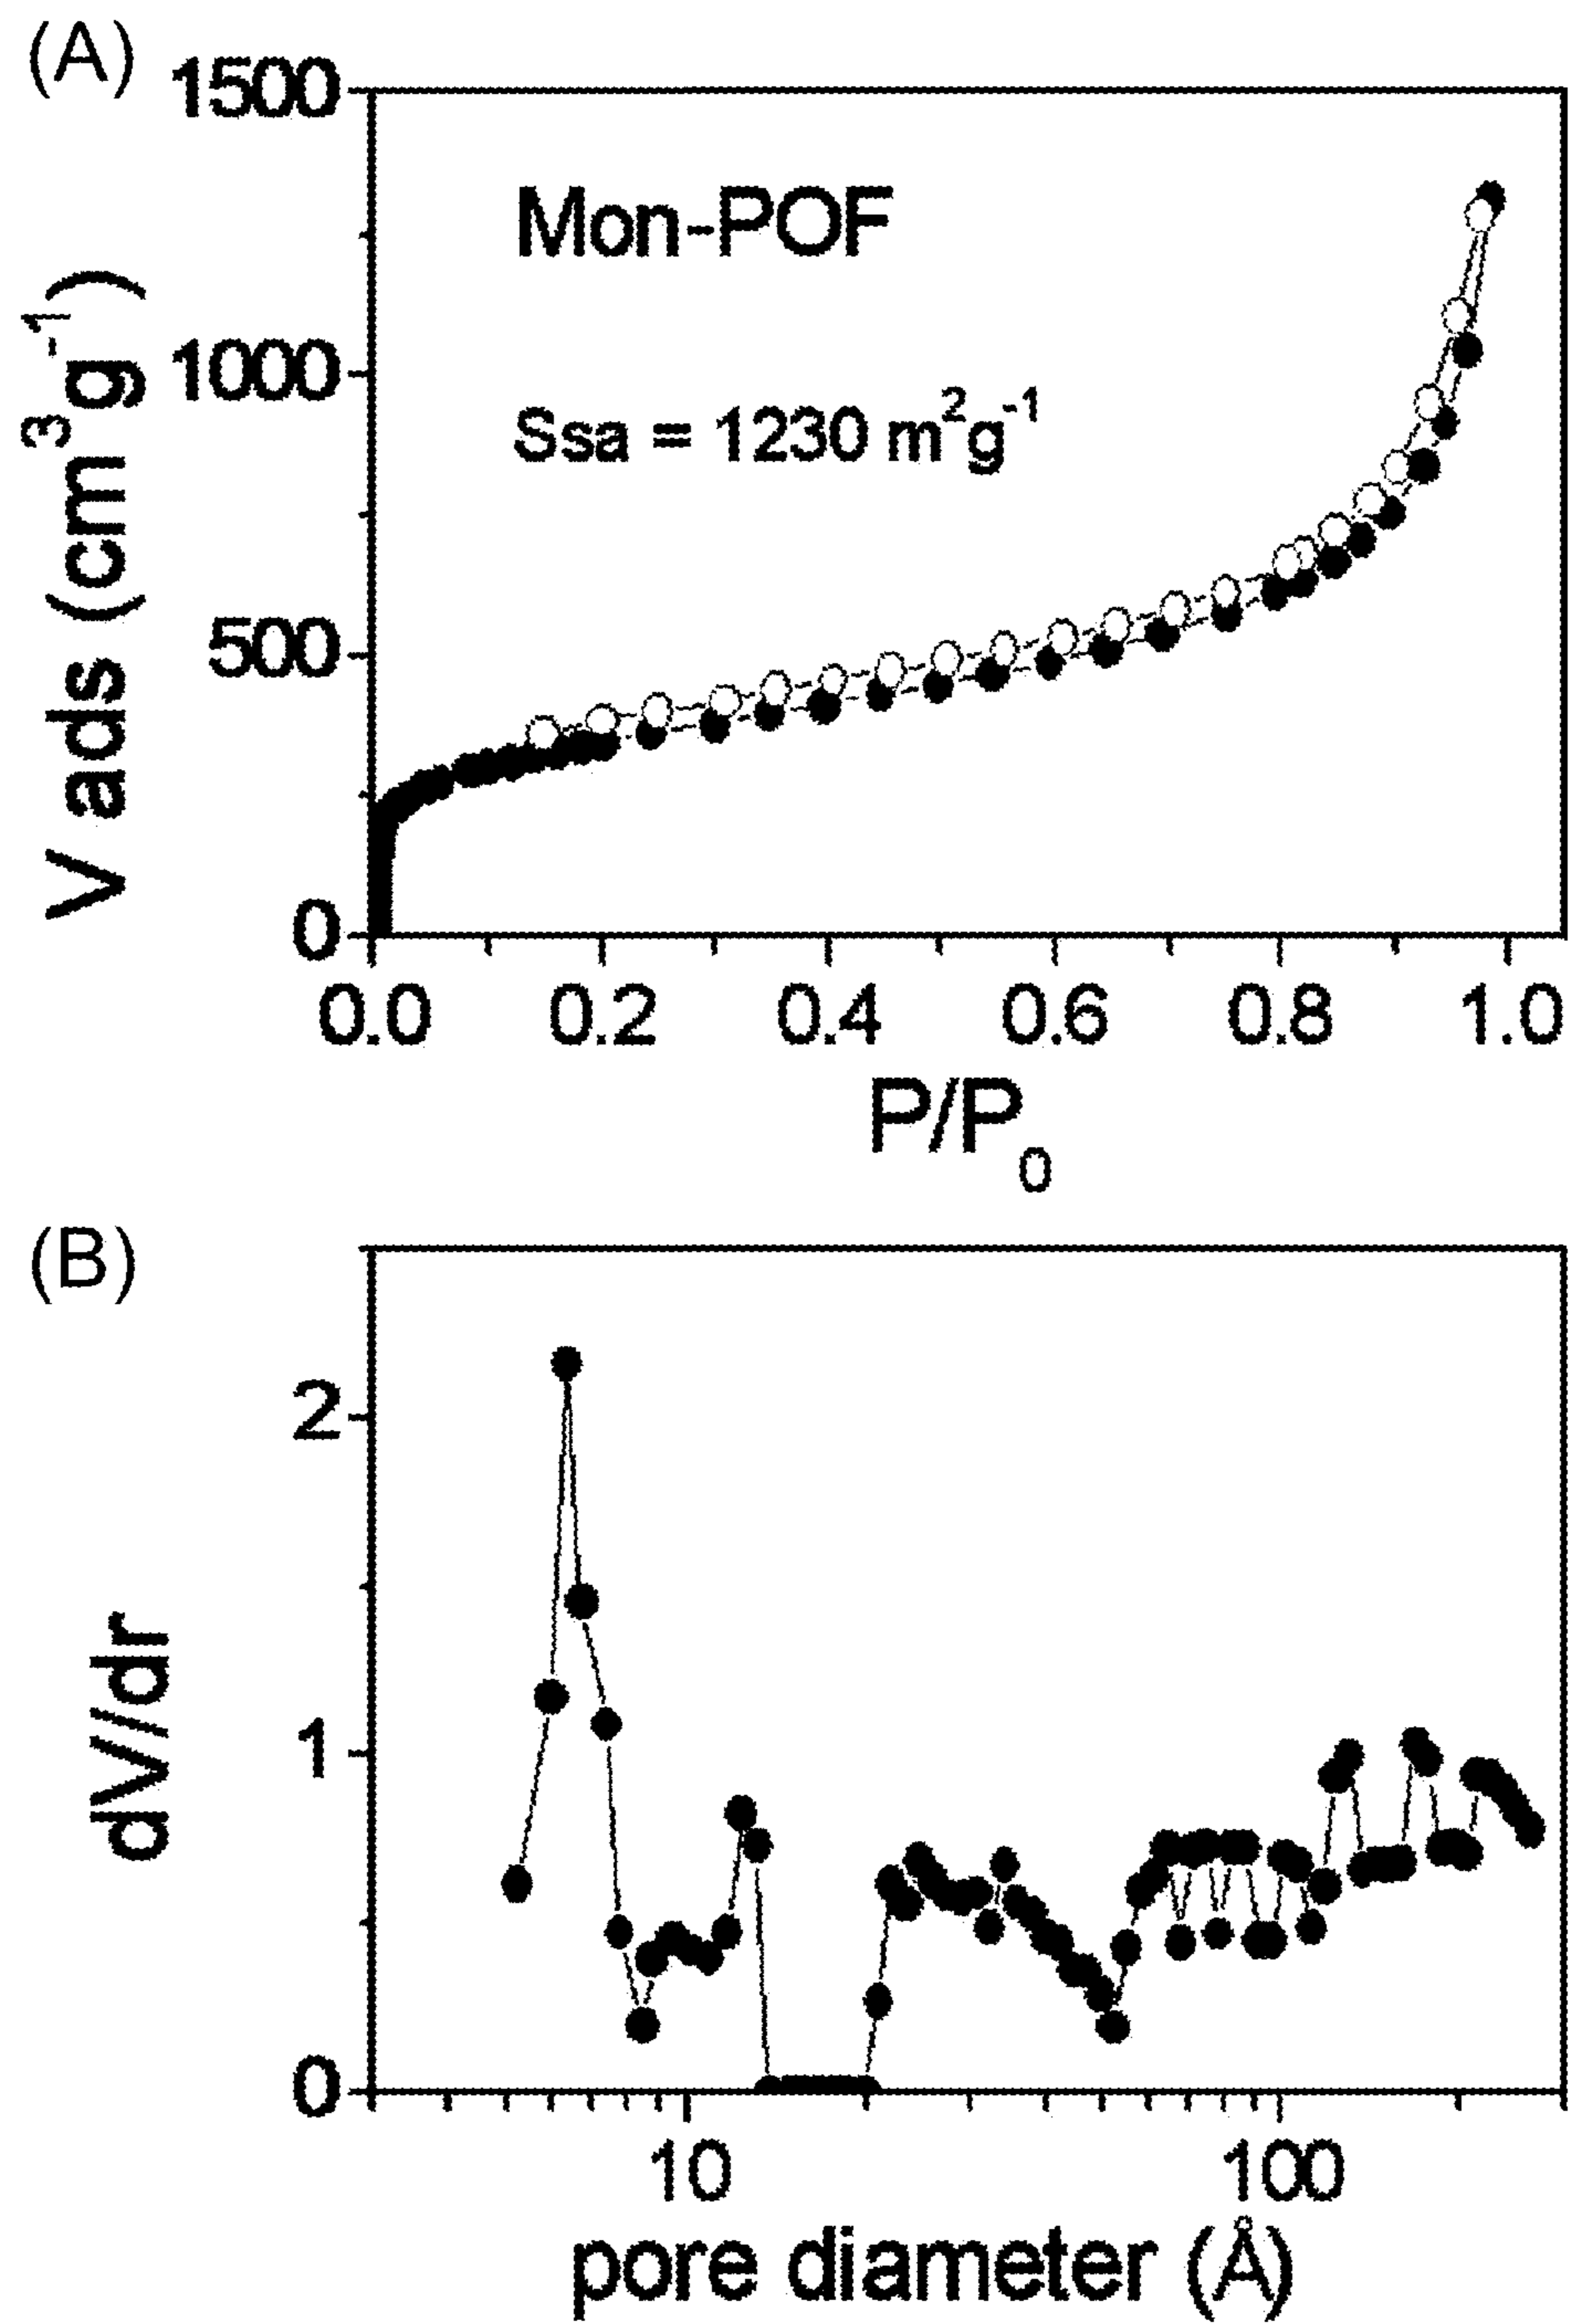 (A)
1500
1000
500
0
V ads (cm³g⁻¹)
Mon-POF
Ssa = 1230 m²g⁻¹
0.0 0.2 0.4 0.6 0.8 1.0
P/P₀
(B)
2
1
0
dV/dr
10 100
pore diameter (Å)